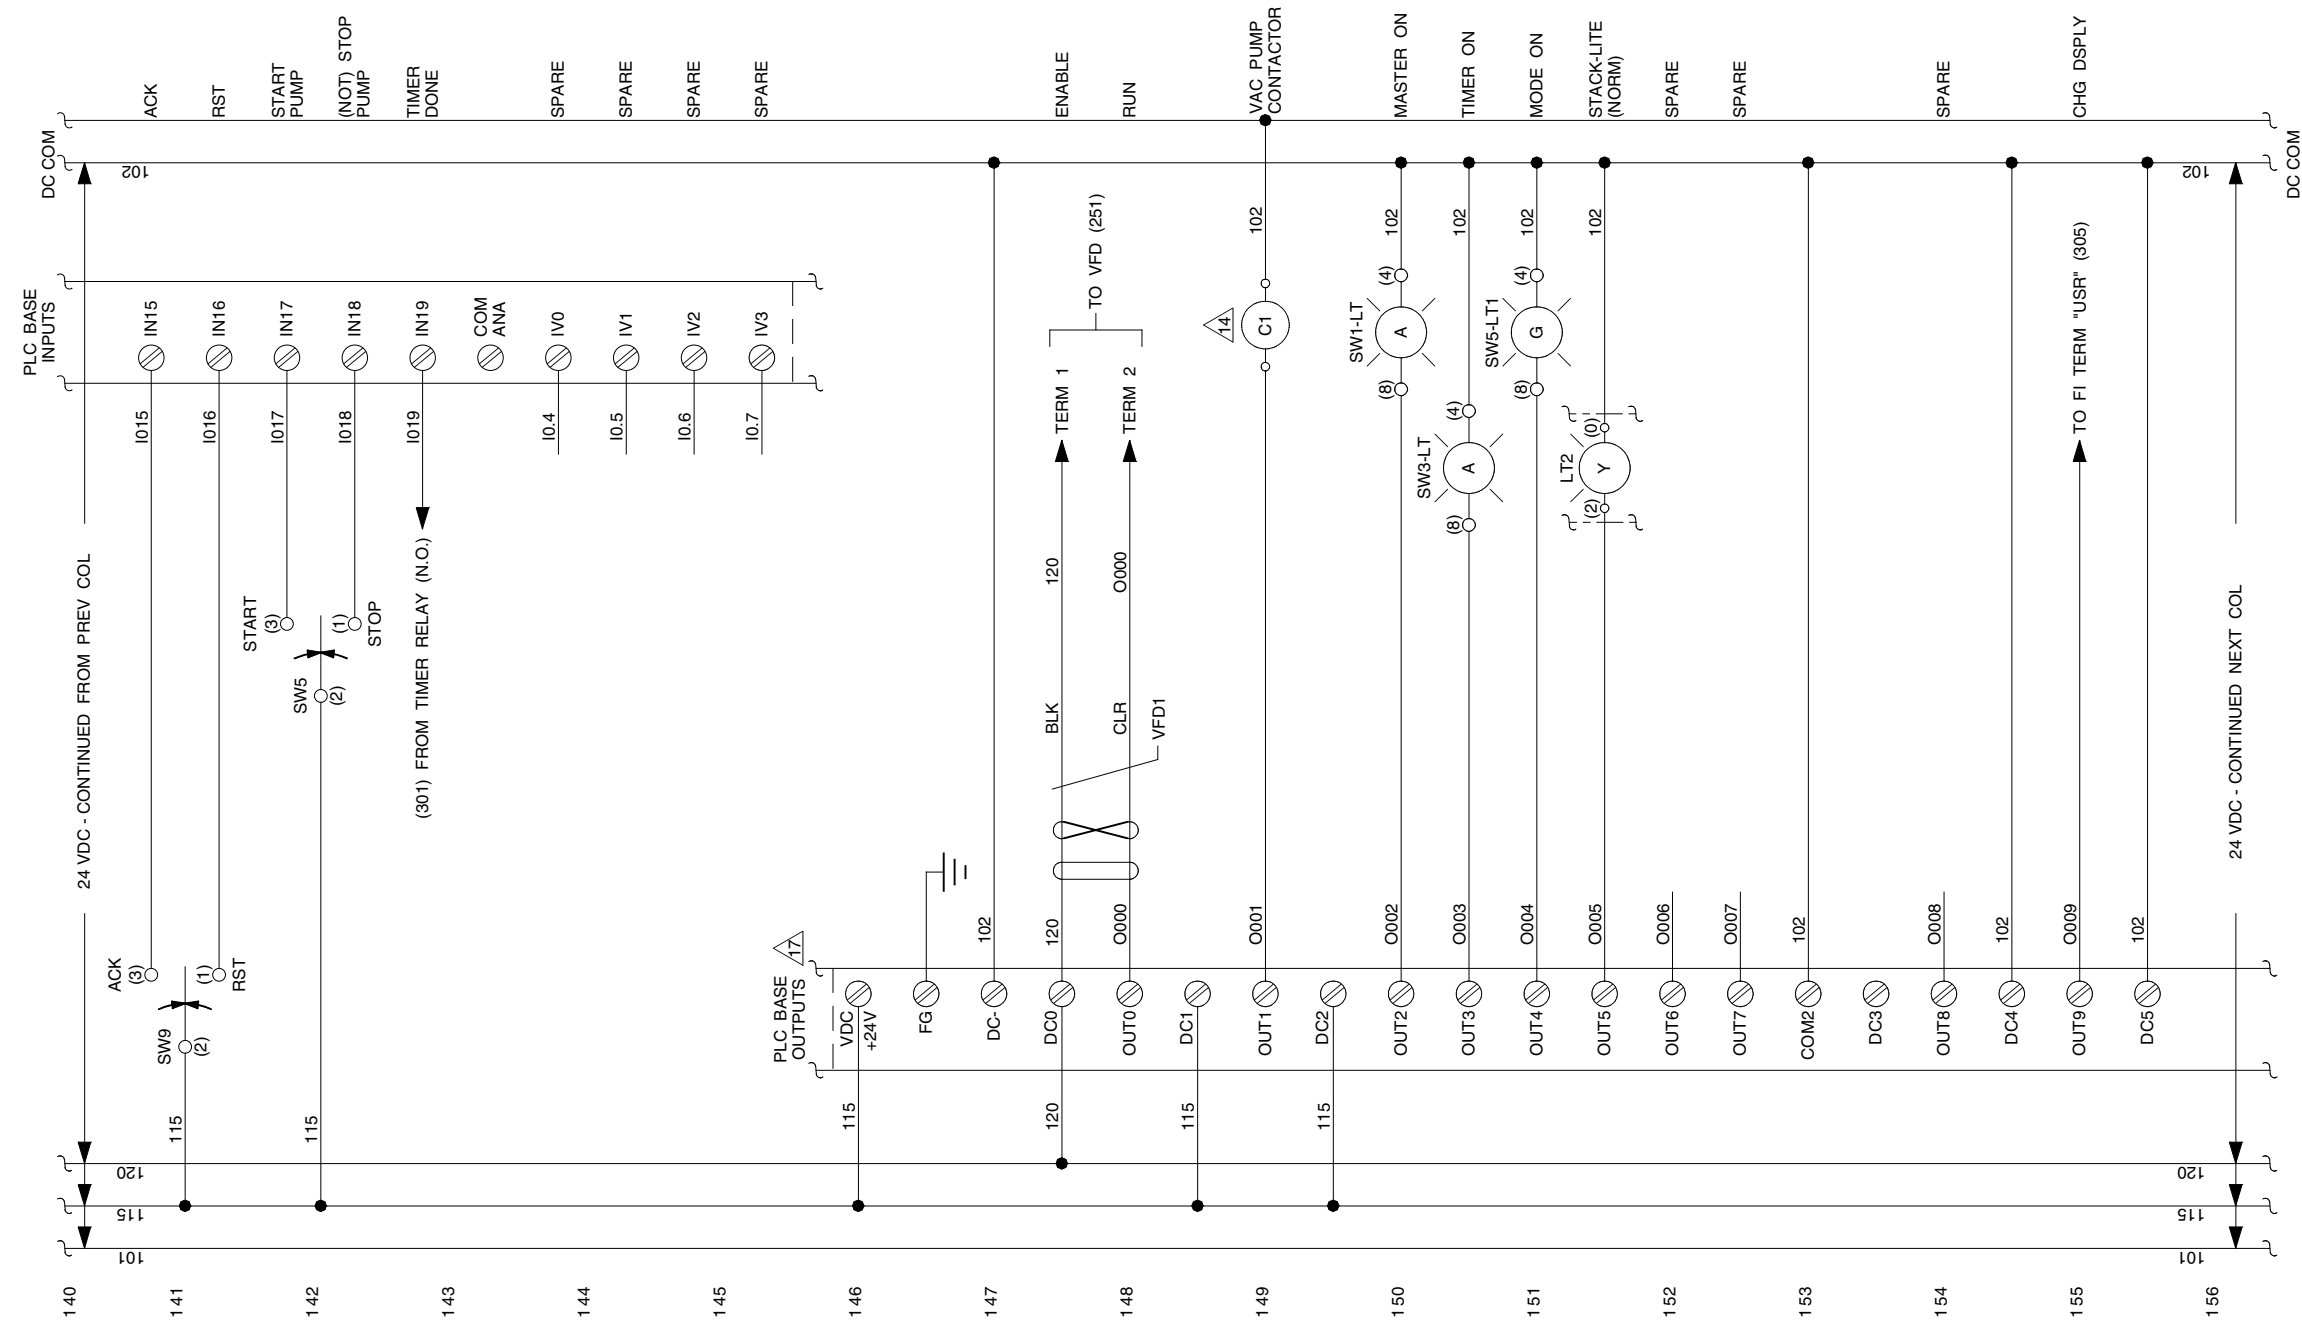 140
24 VDC - CONTINUED FROM PREV COL
101
115
120
102
DC COM
PLC BASE
INPUTS
141
115
SW9
(2)
ACK
(3)
(1)
RST
I015
IN15
ACK
I016
IN16
RST
142
115
SW5
(2)
START
(3)
(1)
STOP
I017
IN17
START
PUMP
I018
IN18
(NOT) STOP
PUMP
143
(301) FROM TIMER RELAY (N.O.)
I019
IN19
TIMER
DONE
COM
ANA
144
I0.4
IV0
SPARE
I0.5
IV1
SPARE
145
I0.6
IV2
SPARE
I0.7
IV3
SPARE
PLC BASE
OUTPUTS
17
146
115
VDC
+24V
FG
147
DC-
102
120
DC0
120
BLK
120
TERM 1
ENABLE
148
OUT0
O000
CLR
O000
TERM 2
RUN
VFD1
TO VFD (251)
115
DC1
149
OUT1
O001
C1
14
102
VAC PUMP
CONTACTOR
115
DC2
150
OUT2
O002
(8)
SW1-LT
A
(4)
102
MASTER ON
OUT3
O003
(8)
SW3-LT
A
(4)
102
TIMER ON
151
OUT4
O004
(8)
SW5-LT1
G
(4)
102
MODE ON
OUT5
O005
(2)
LT2
Y
(0)
102
STACK-LITE
(NORM)
152
OUT6
O006
SPARE
OUT7
O007
SPARE
153
COM2
102
DC3
154
OUT8
O008
SPARE
DC4
102
155
OUT9
O009
TO FI TERM "USR" (305)
CHG DSPLY
DC5
102
156
24 VDC - CONTINUED NEXT COL
101
115
120
102
DC COM